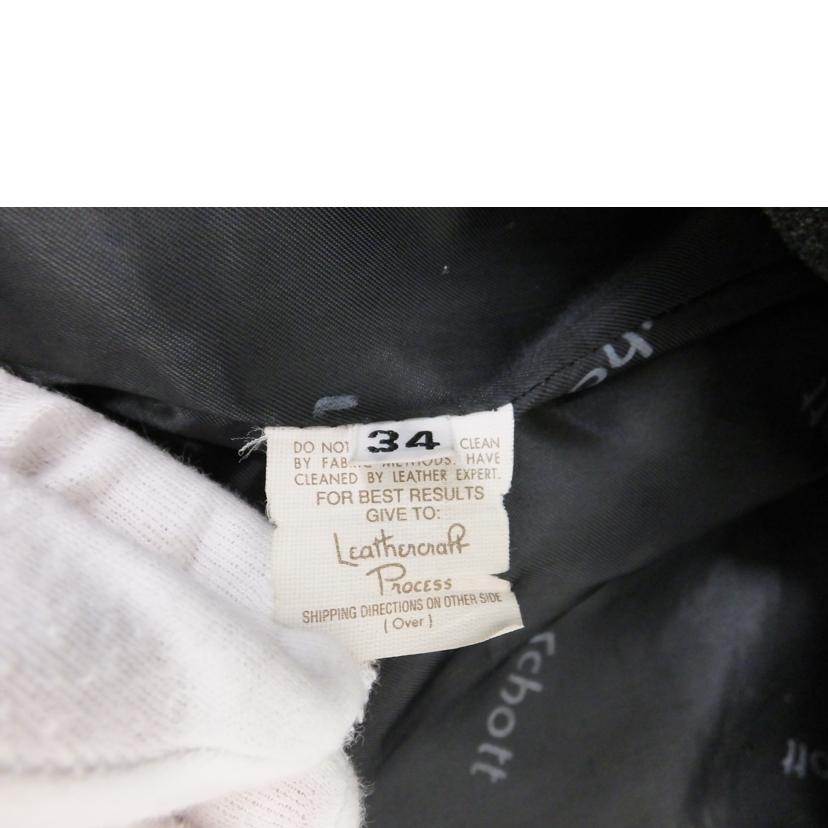 34
DO NOT CLEAN
BY FABRIC METHODS. HAVE
CLEANED BY LEATHER EXPERT.
FOR BEST RESULTS
GIVE TO:
Leathercraft
Process
SHIPPING DIRECTIONS ON OTHER SIDE
(Over)
Schott